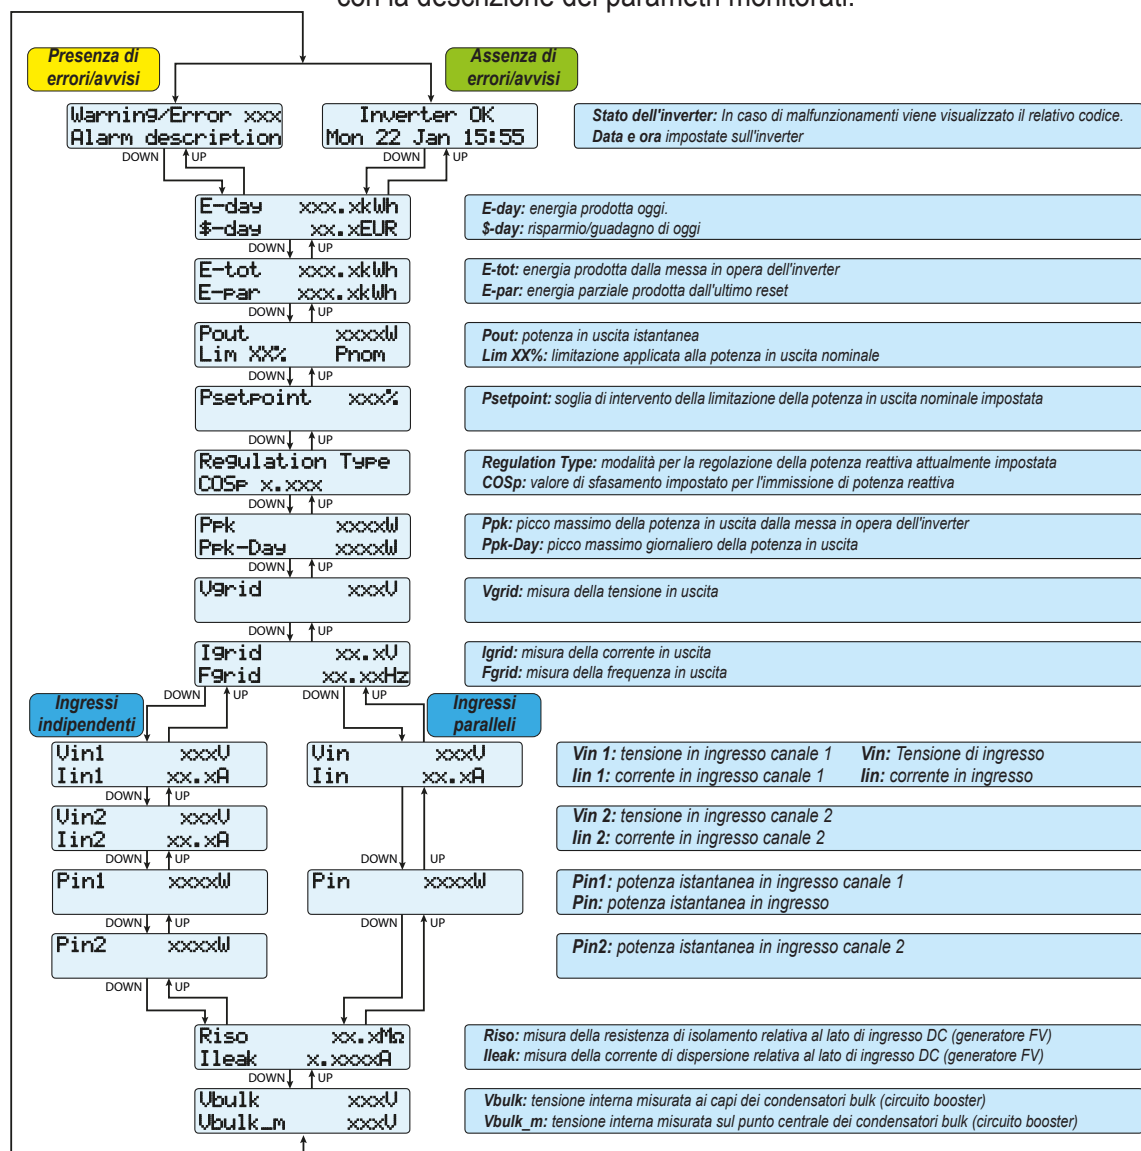 con la descrizione dei parametri monitorati.
Presenza di
errori/avvisi
Assenza di
errori/avvisi
Warning/Error xxx
Alarm description
Inverter OK
Mon 22 Jan 15:55
Stato dell'inverter: In caso di malfunzionamenti viene visualizzato il relativo codice.
Data e ora impostate sull'inverter
DOWN UP
DOWN UP
E-day xxx.xkWh
$-day xx.xEUR
E-day: energia prodotta oggi.
$-day: risparmio/guadagno di oggi
DOWN UP
E-tot xxx.xkWh
E-par xxx.xkWh
E-tot: energia prodotta dalla messa in opera dell'inverter
E-par: energia parziale prodotta dall'ultimo reset
DOWN UP
Pout xxxxW
Lim XX% Pnom
Pout: potenza in uscita istantanea
Lim XX%: limitazione applicata alla potenza in uscita nominale
DOWN UP
Psetpoint xxx%
Psetpoint: soglia di intervento della limitazione della potenza in uscita nominale impostata
DOWN UP
Regulation Type
COSp x.xxx
Regulation Type: modalità per la regolazione della potenza reattiva attualmente impostata
COSp: valore di sfasamento impostato per l'immissione di potenza reattiva
DOWN UP
Ppk xxxxW
Ppk-Day xxxxW
Ppk: picco massimo della potenza in uscita dalla messa in opera dell'inverter
Ppk-Day: picco massimo giornaliero della potenza in uscita
DOWN UP
Vgrid xxxV
Vgrid: misura della tensione in uscita
DOWN UP
Igrid xx.xV
Fgrid xx.xxHz
Igrid: misura della corrente in uscita
Fgrid: misura della frequenza in uscita
DOWN UP
DOWN UP
Ingressi
indipendenti
Ingressi
paralleli
Vin1 xxxV
Iin1 xx.xA
Vin xxxV
Iin xx.xA
Vin 1: tensione in ingresso canale 1 Vin: Tensione di ingresso
Iin 1: corrente in ingresso canale 1 Iin: corrente in ingresso
DOWN UP
Vin2 xxxV
Iin2 xx.xA
Vin 2: tensione in ingresso canale 2
Iin 2: corrente in ingresso canale 2
DOWN UP
DOWN UP
Pin1 xxxxW
Pin xxxxW
Pin1: potenza istantanea in ingresso canale 1
Pin: potenza istantanea in ingresso
DOWN UP
DOWN UP
Pin2 xxxxW
Pin2: potenza istantanea in ingresso canale 2
DOWN UP
Riso xx.xMΩ
Ileak x.xxxxA
Riso: misura della resistenza di isolamento relativa al lato di ingresso DC (generatore FV)
Ileak: misura della corrente di dispersione relativa al lato di ingresso DC (generatore FV)
DOWN UP
Vbulk xxxV
Vbulk_m xxxV
Vbulk: tensione interna misurata ai capi dei condensatori bulk (circuito booster)
Vbulk_m: tensione interna misurata sul punto centrale dei condensatori bulk (circuito booster)